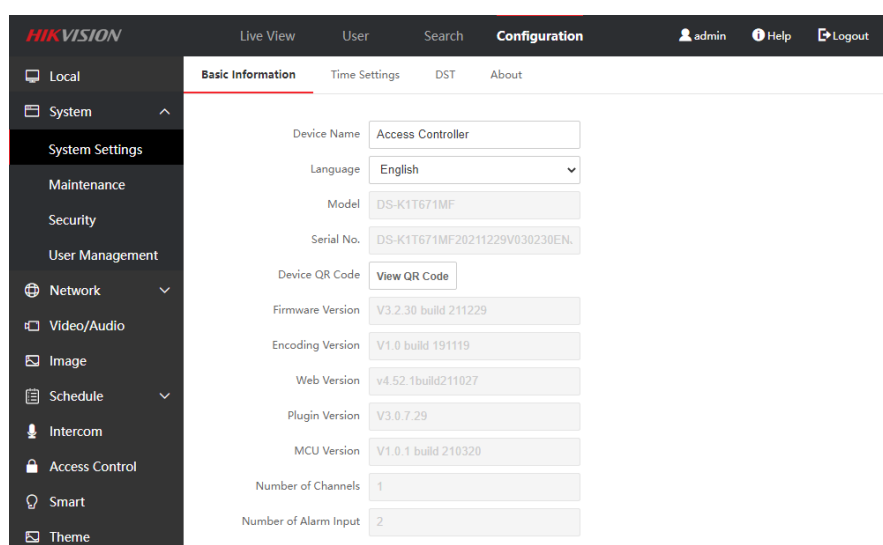 HIKVISION
Live View User Search Configuration admin Help Logout
Local
System
System Settings
Maintenance
Security
User Management
Network
Video/Audio
Image
Schedule
Intercom
Access Control
Smart
Theme
Basic Information Time Settings DST About
Device Name Access Controller
Language English
Model DS-K1T671MF
Serial No. DS-K1T671MF20211229V030230EN.
Device QR Code View QR Code
Firmware Version V3.2.30 build 211229
Encoding Version V1.0 build 191119
Web Version v4.52.1build211027
Plugin Version V3.0.7.29
MCU Version V1.0.1 build 210320
Number of Channels 1
Number of Alarm Input 2